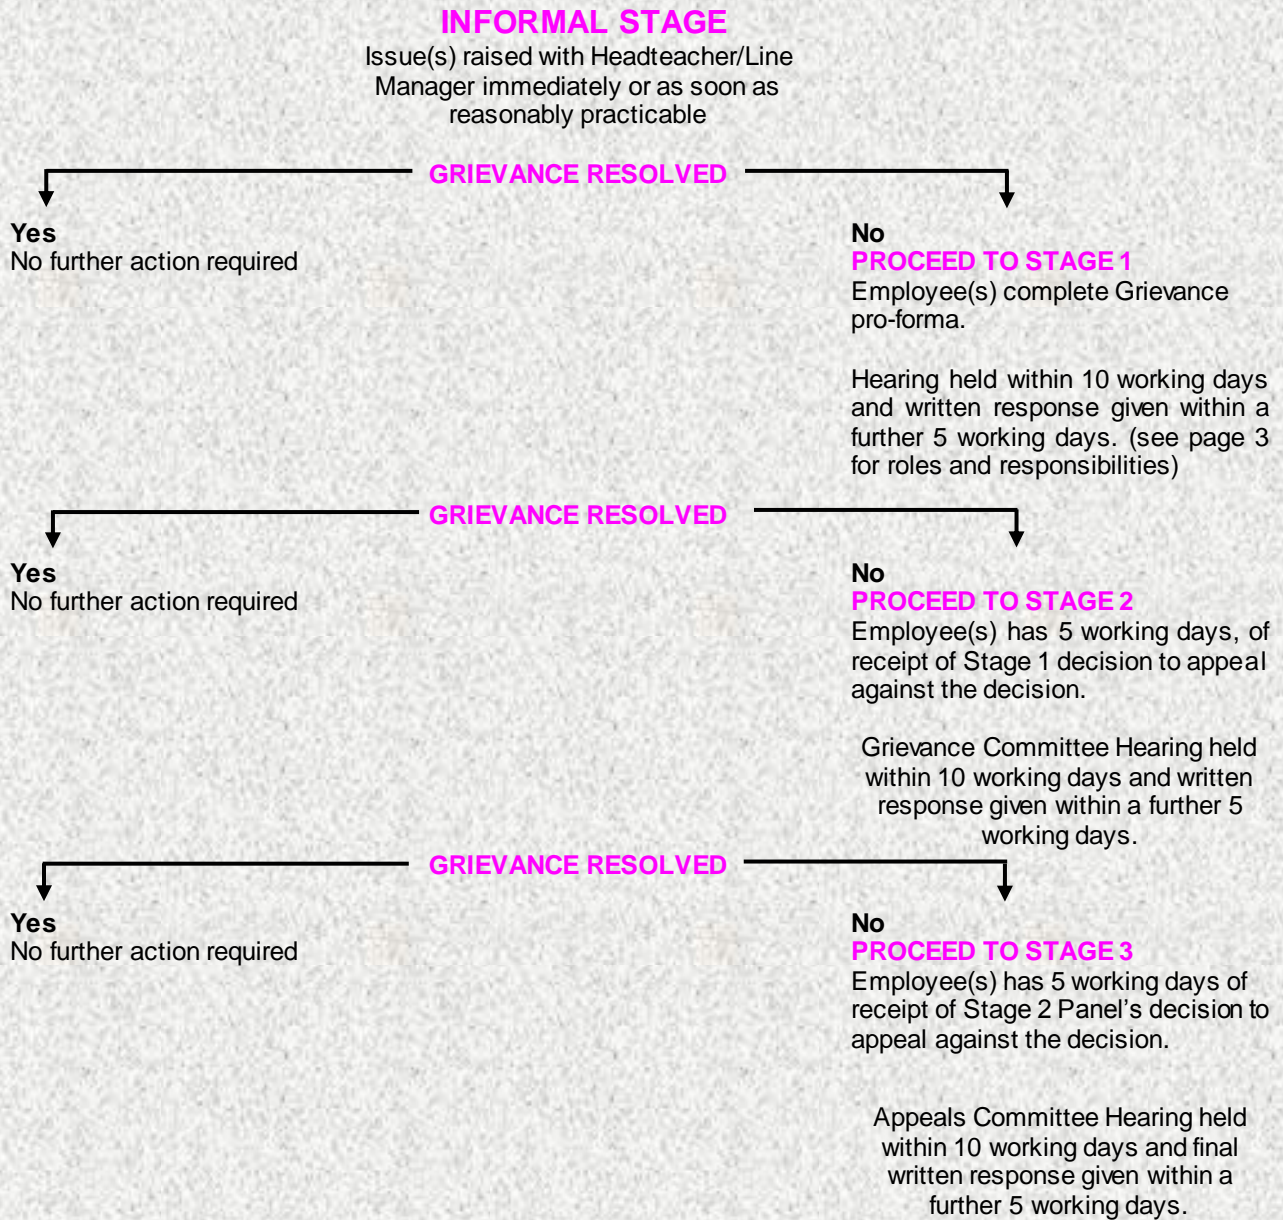 INFORMAL STAGE
Issue(s) raised with Headteacher/Line
Manager immediately or as soon as
reasonably practicable
GRIEVANCE RESOLVED
Yes
No further action required
No
PROCEED TO STAGE 1
Employee(s) complete Grievance
pro-forma.
Hearing held within 10 working days
and written response given within a
further 5 working days. (see page 3
for roles and responsibilities)
GRIEVANCE RESOLVED
Yes
No further action required
No
PROCEED TO STAGE 2
Employee(s) has 5 working days, of
receipt of Stage 1 decision to appeal
against the decision.
Grievance Committee Hearing held
within 10 working days and written
response given within a further 5
working days.
GRIEVANCE RESOLVED
Yes
No further action required
No
PROCEED TO STAGE 3
Employee(s) has 5 working days of
receipt of Stage 2 Panel's decision to
appeal against the decision.
Appeals Committee Hearing held
within 10 working days and final
written response given within a
further 5 working days.